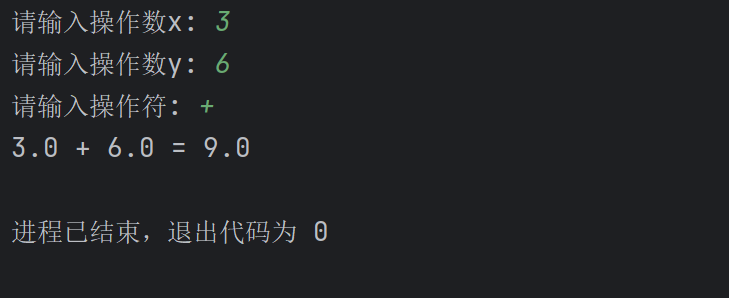 请输入操作数x: 3
请输入操作数y: 6
请输入操作符: +
3.0 + 6.0 = 9.0
进程已结束，退出代码为 0